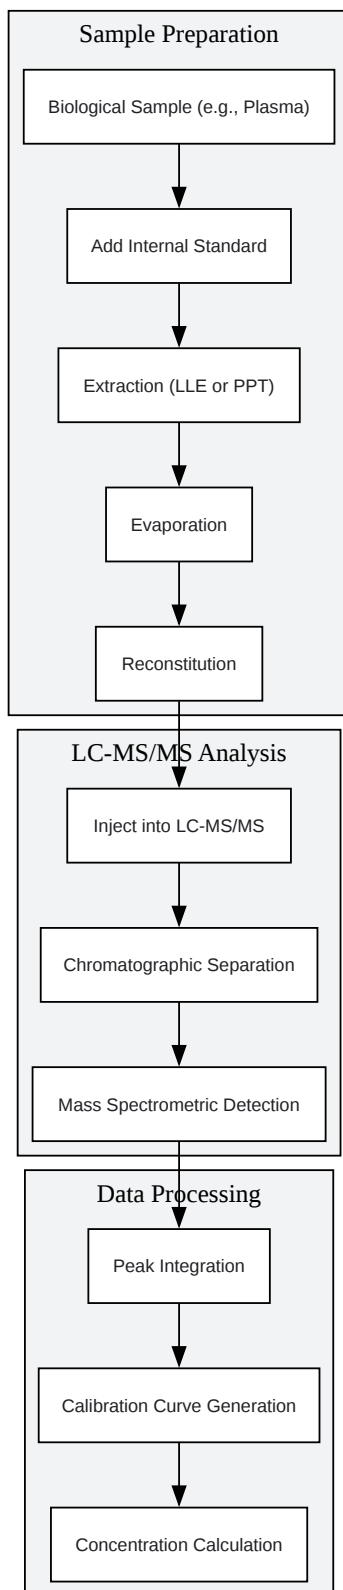 Sample Preparation
Biological Sample (e.g., Plasma)
Add Internal Standard
Extraction (LLE or PPT)
Evaporation
Reconstitution
LC-MS/MS Analysis
Inject into LC-MS/MS
Chromatographic Separation
Mass Spectrometric Detection
Data Processing
Peak Integration
Calibration Curve Generation
Concentration Calculation